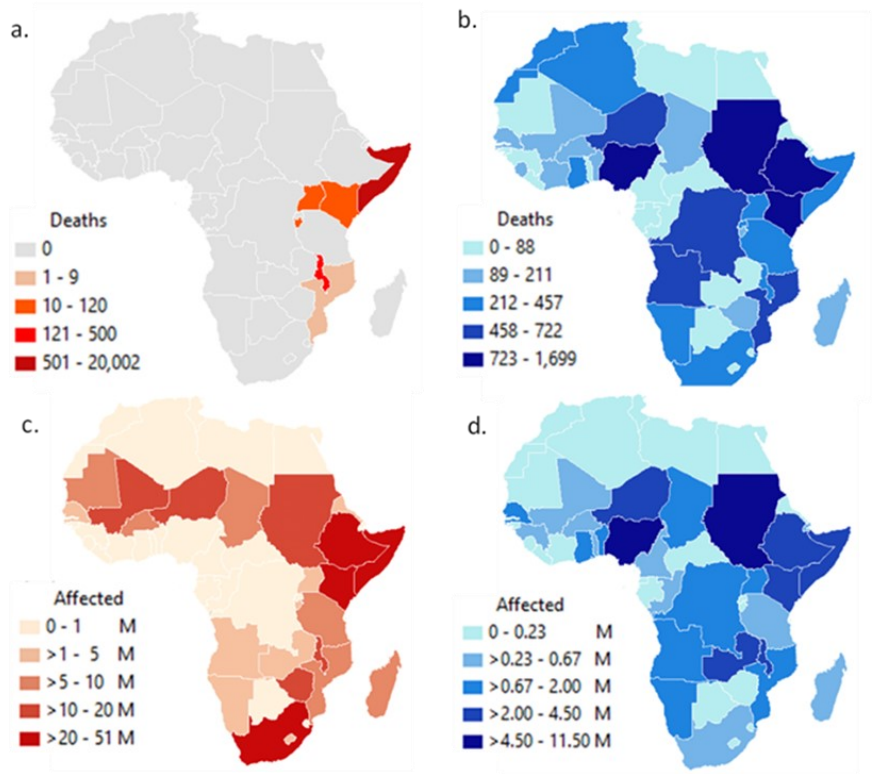 a.
Deaths
0
1 - 9
10 - 120
121 - 500
501 - 20,002
b.
Deaths
0 - 88
89 - 211
212 - 457
458 - 722
723 - 1,699
c.
Affected
0 - 1 M
>1 - 5 M
>5 - 10 M
>10 - 20 M
>20 - 51 M
d.
Affected
0 - 0.23 M
>0.23 - 0.67 M
>0.67 - 2.00 M
>2.00 - 4.50 M
>4.50 - 11.50 M